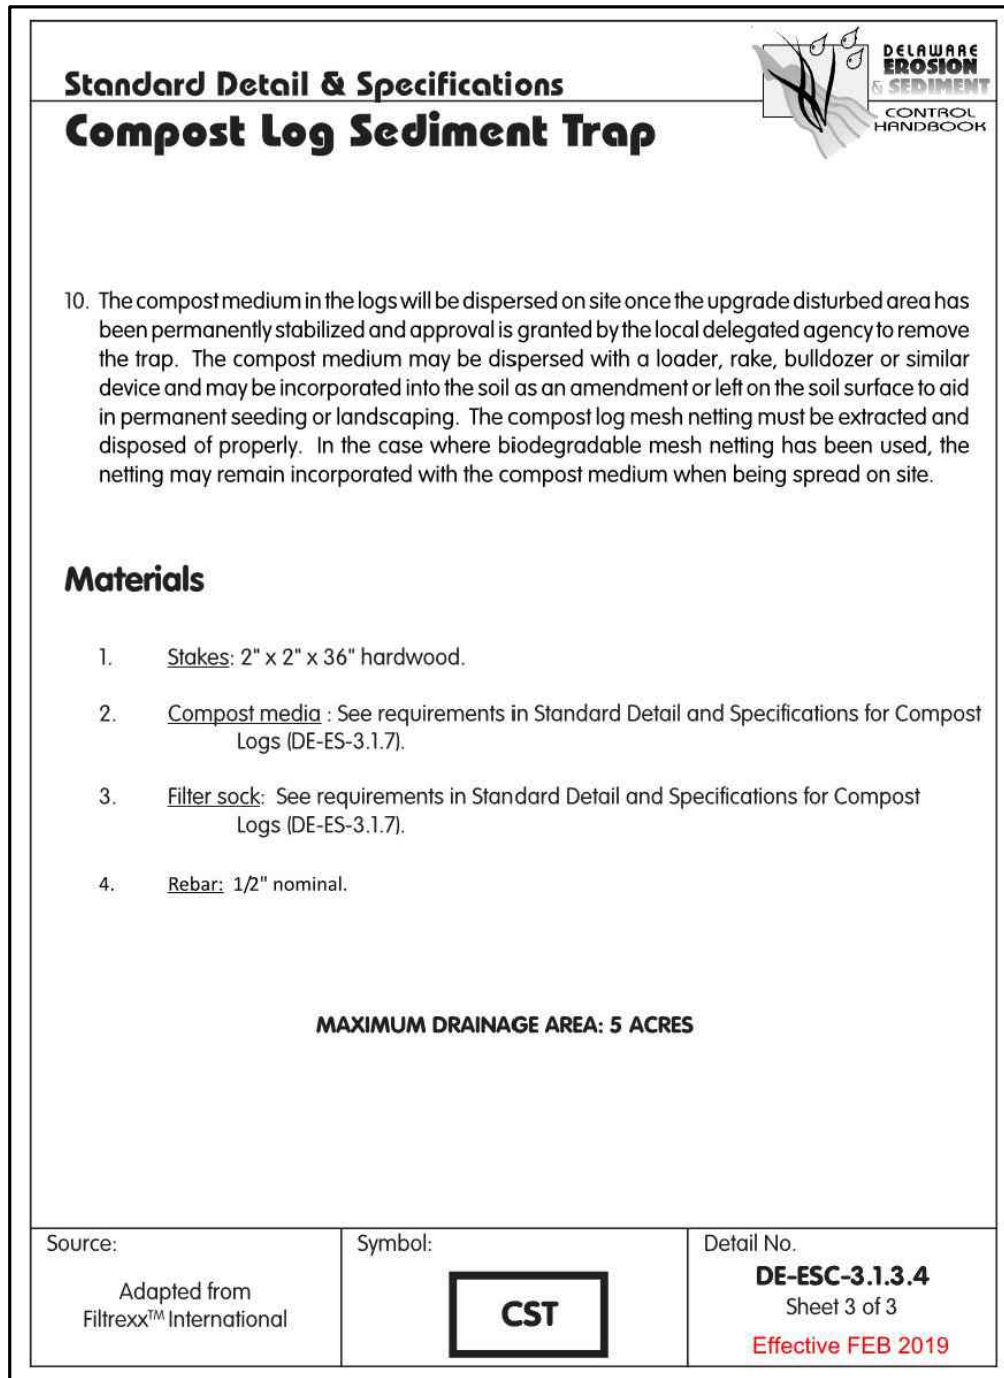 Standard Detail & Specifications
Compost Log Sediment Trap
DELAWARE
EROSION
& SEDIMENT
CONTROL
HANDBOOK
10. The compost medium in the logs will be dispersed on site once the upgrade disturbed area has
been permanently stabilized and approval is granted by the local delegated agency to remove
the trap. The compost medium may be dispersed with a loader, rake, bulldozer or similar
device and may be incorporated into the soil as an amendment or left on the soil surface to aid
in permanent seeding or landscaping. The compost log mesh netting must be extracted and
disposed of properly. In the case where biodegradable mesh netting has been used, the
netting may remain incorporated with the compost medium when being spread on site.
Materials
1. Stakes: 2" x 2" x 36" hardwood.
2. Compost media : See requirements in Standard Detail and Specifications for Compost
Logs (DE-ES-3.1.7).
3. Filter sock: See requirements in Standard Detail and Specifications for Compost
Logs (DE-ES-3.1.7).
4. Rebar: 1/2" nominal.
MAXIMUM DRAINAGE AREA: 5 ACRES
Source:
Adapted from
Filtrexx™ International
Symbol:
CST
Detail No.
DE-ESC-3.1.3.4
Sheet 3 of 3
Effective FEB 2019